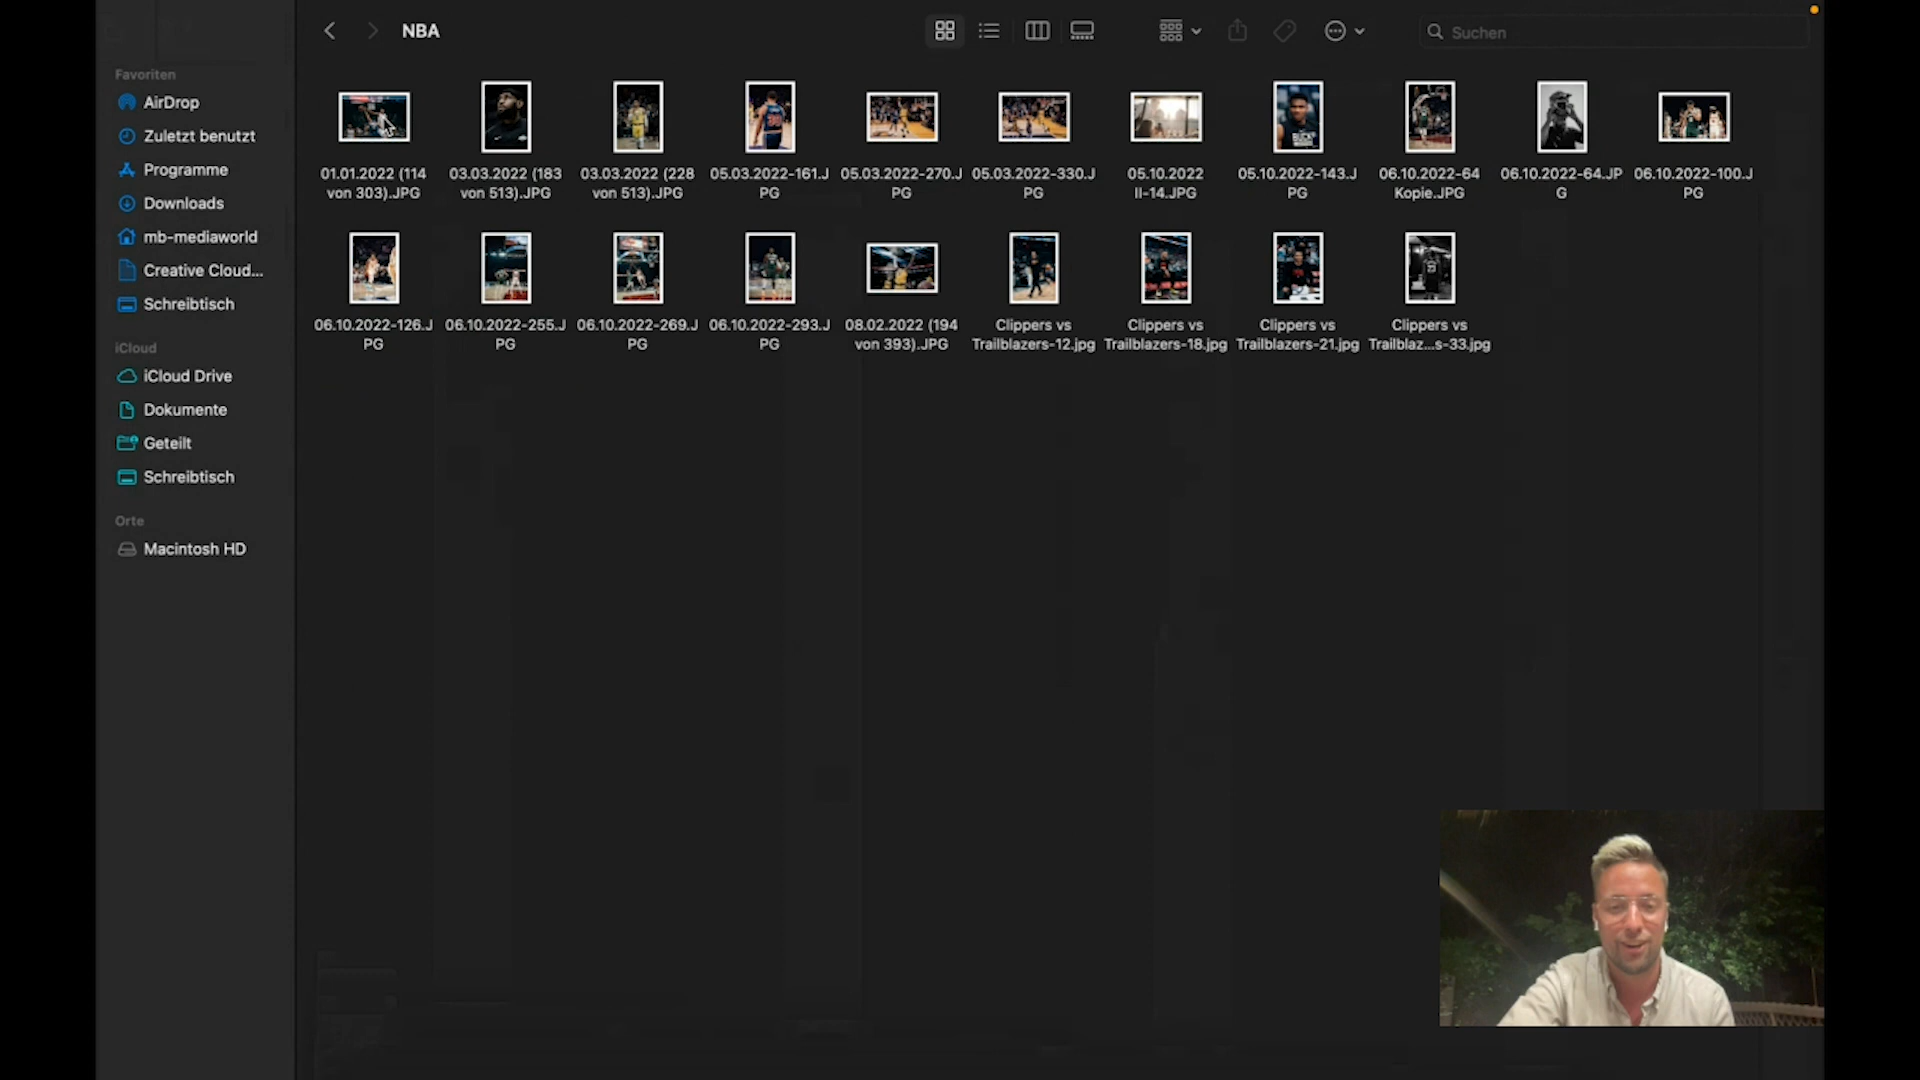 NBA
Suchen
Favoriten
AirDrop
Zuletzt benutzt
Programme
Downloads
mb-mediaworld
Creative Cloud...
Schreibtisch
iCloud
iCloud Drive
Dokumente
Geteilt
Schreibtisch
Orte
Macintosh HD
01.01.2022 (114
von 303).JPG
03.03.2022 (183
von 513).JPG
03.03.2022 (228
von 513).JPG
05.03.2022-161.J
PG
05.03.2022-270.J
PG
05.03.2022-330.J
PG
05.10.2022
II-14.JPG
05.10.2022-143.J
PG
06.10.2022-64
Kopie.JPG
06.10.2022-64.JP
G
06.10.2022-100.J
PG
06.10.2022-126.J
PG
06.10.2022-255.J
PG
06.10.2022-269.J
PG
06.10.2022-293.J
PG
08.02.2022 (194
von 393).JPG
Clippers vs
Trailblazers-12.jpg
Clippers vs
Trailblazers-18.jpg
Clippers vs
Trailblazers-21.jpg
Clippers vs
Trailblaz...s-33.jpg